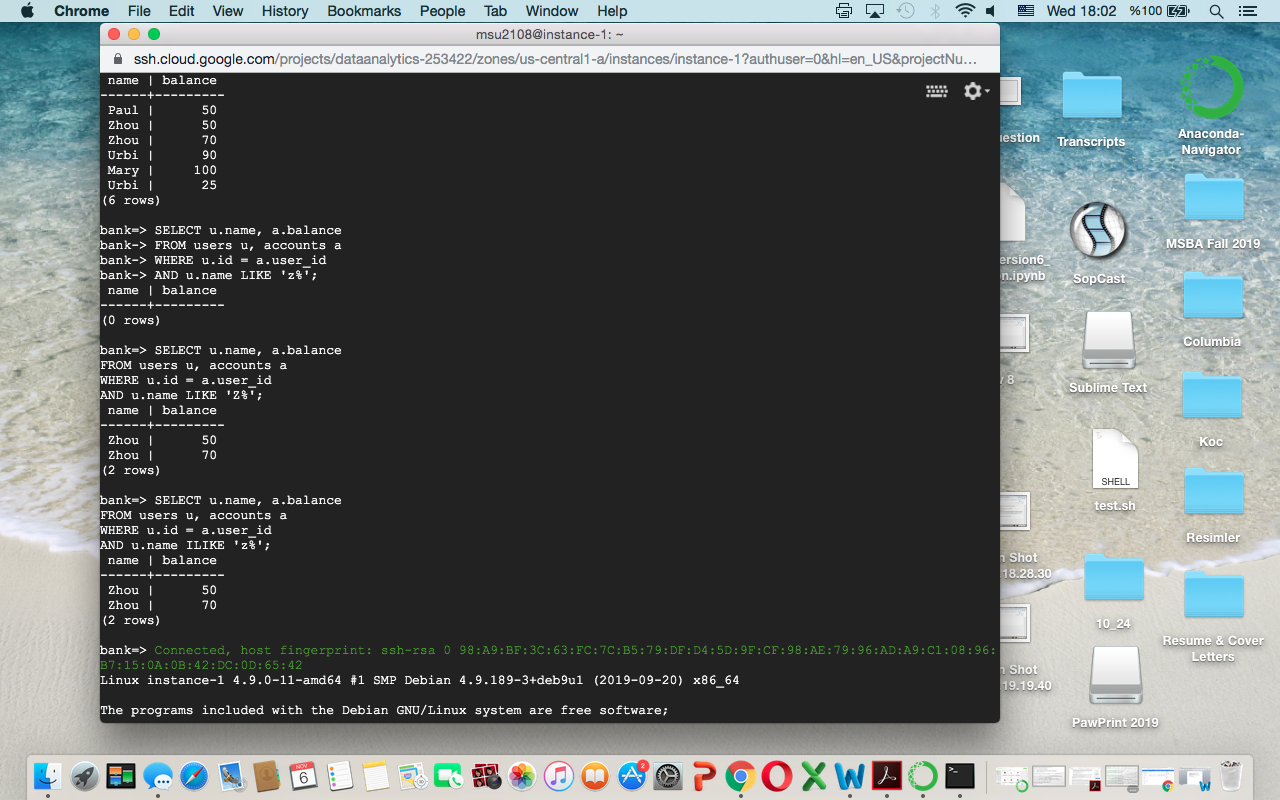 Chrome File Edit View History Bookmarks People Tab Window Help Wed 18:02 %100
msu2108@instance-1: ~
ssh.cloud.google.com/projects/dataanalytics-253422/zones/us-central1-a/instances/instance-1?authuser=0&hl=en_US&projectNu...
name | balance
------+---------
Paul | 50
Zhou | 50
Zhou | 70
Urbi | 90
Mary | 100
Urbi | 25
(6 rows)
bank=> SELECT u.name, a.balance
bank-> FROM users u, accounts a
bank-> WHERE u.id = a.user_id
bank-> AND u.name LIKE 'z%';
name | balance
------+---------
(0 rows)
bank=> SELECT u.name, a.balance
FROM users u, accounts a
WHERE u.id = a.user_id
AND u.name LIKE 'Z%';
name | balance
------+---------
Zhou | 50
Zhou | 70
(2 rows)
bank=> SELECT u.name, a.balance
FROM users u, accounts a
WHERE u.id = a.user_id
AND u.name ILIKE 'z%';
name | balance
------+---------
Zhou | 50
Zhou | 70
(2 rows)
bank=> Connected, host fingerprint: ssh-rsa 0 98:A9:BF:3C:63:FC:7C:B5:79:DF:D4:5D:9F:CF:98:AE:79:96:AD:A9:C1:08:96:
B7:15:0A:0B:42:DC:0D:65:42
Linux instance-1 4.9.0-11-amd64 #1 SMP Debian 4.9.189-3+deb9u1 (2019-09-20) x86_64
The programs included with the Debian GNU/Linux system are free software;
estion
ersion6_
n.ipynb
v 8
n Shot
18.28.30
n Shot
19.19.40
Transcripts
SopCast
Sublime Text
SHELL
test.sh
10_24
PawPrint 2019
Anaconda-
Navigator
MSBA Fall 2019
Columbia
Koc
Resimler
Resume & Cover
Letters
NOV
6
2